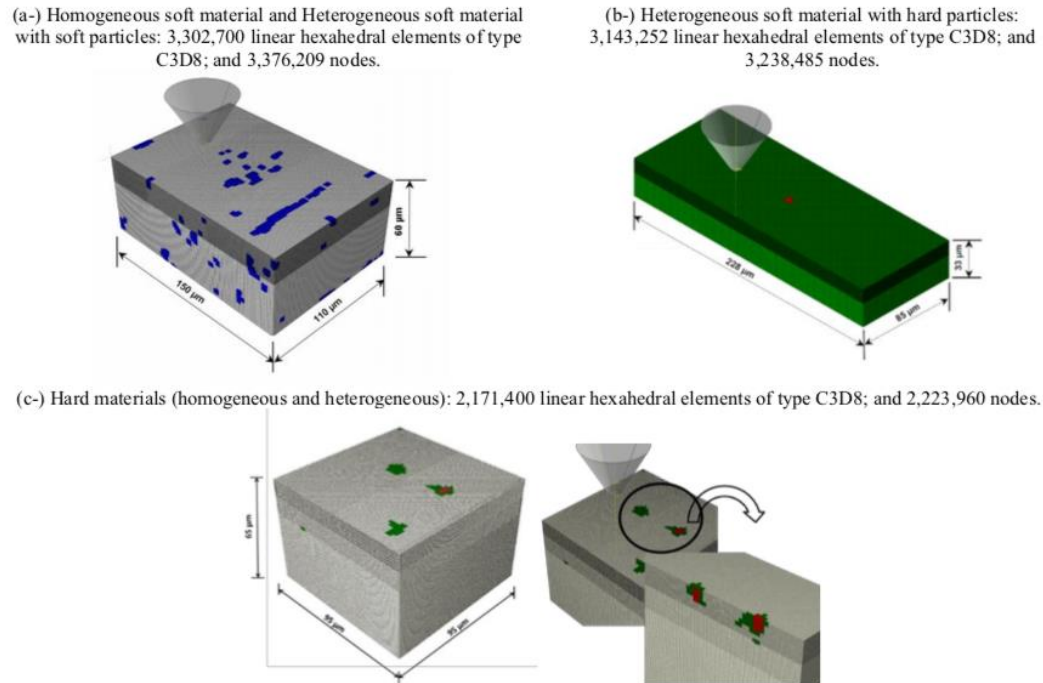 (a-) Homogeneous soft material and Heterogeneous soft material
with soft particles: 3,302,700 linear hexahedral elements of type
C3D8; and 3,376,209 nodes.
(b-) Heterogeneous soft material with hard particles:
3,143,252 linear hexahedral elements of type C3D8; and
3,238,485 nodes.
60 µm
150 µm
110 µm
33 µm
228 µm
85 µm
(c-) Hard materials (homogeneous and heterogeneous): 2,171,400 linear hexahedral elements of type C3D8; and 2,223,960 nodes.
65 µm
95 µm
95 µm